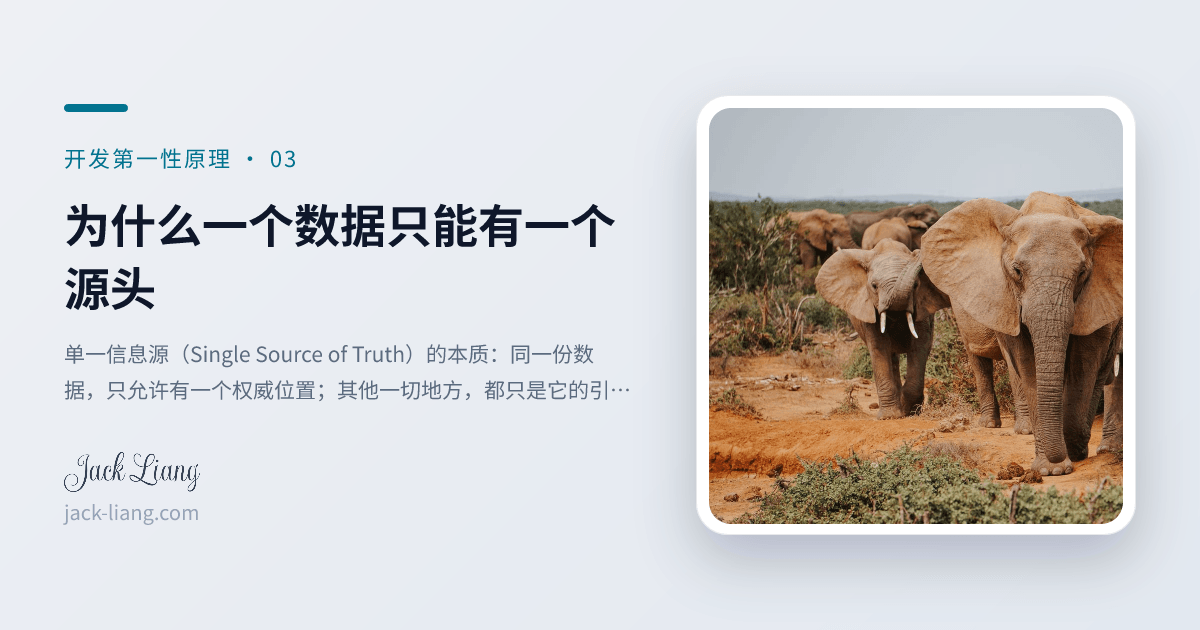 开发第一性原理 · 03
为什么一个数据只能有一个
源头
单一信息源（Single Source of Truth）的本质：同一份数
据，只允许有一个权威位置；其他一切地方，都只是它的引…
Jack Liang
jack-liang.com